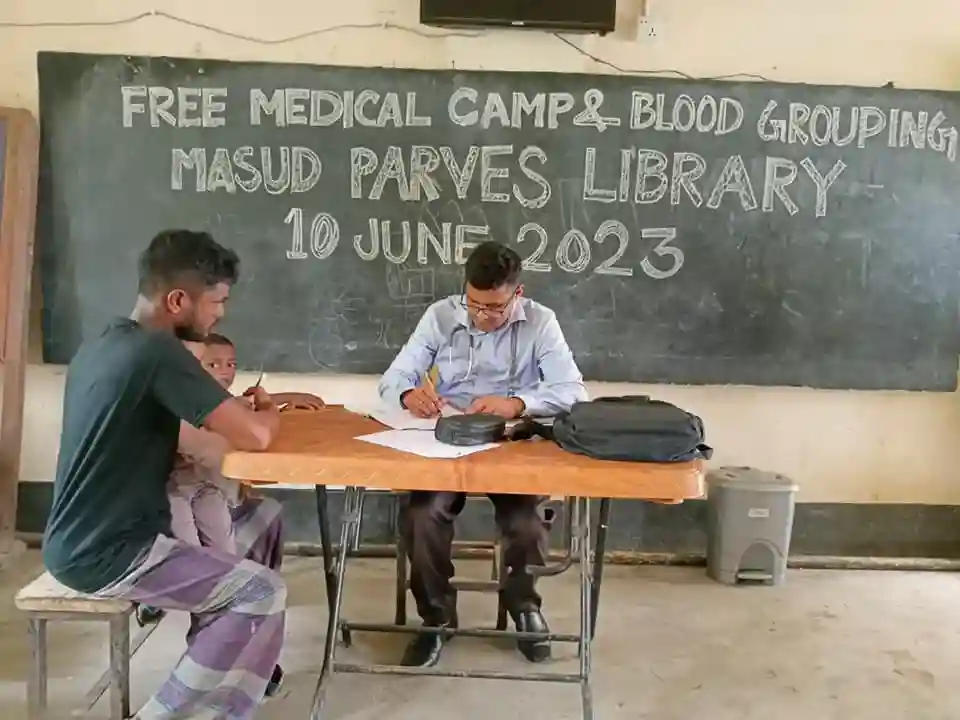 FREE MEDICAL CAMP & BLOOD GROUPING
MASUD PARVES LIBRARY
10 JUNE 2023